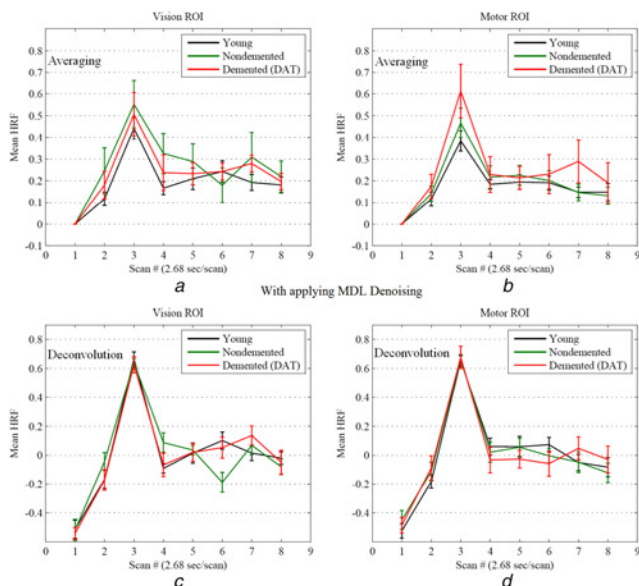 Vision ROI
Motor ROI
Averaging
Young
Nondemented
Demented (DAT)
Averaging
Young
Nondemented
Demented (DAT)
Mean HRF
0.8
0.7
0.6
0.5
0.4
0.3
0.2
0.1
0
-0.1
0 1 2 3 4 5 6 7 8 9
Scan # (2.68 sec/scan)
a
Mean HRF
0.8
0.7
0.6
0.5
0.4
0.3
0.2
0.1
0
-0.1
0 1 2 3 4 5 6 7 8 9
Scan # (2.68 sec/scan)
b
With applying MDL Denoising
Vision ROI
Motor ROI
Deconvolution
Young
Nondemented
Demented (DAT)
Deconvolution
Young
Nondemented
Demented (DAT)
Mean HRF
0.8
0.6
0.4
0.2
0
-0.2
-0.4
0 1 2 3 4 5 6 7 8 9
Scan # (2.68 sec/scan)
c
Mean HRF
0.8
0.6
0.4
0.2
0
-0.2
-0.4
0 1 2 3 4 5 6 7 8 9
Scan # (2.68 sec/scan)
d